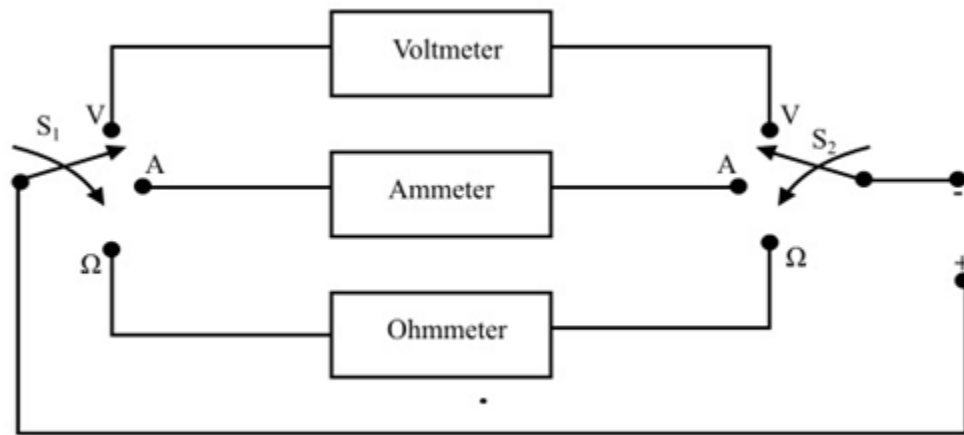 Voltmeter
V
V
S₁
S₂
A
Ammeter
A
-
Ω
Ω
+
Ohmmeter